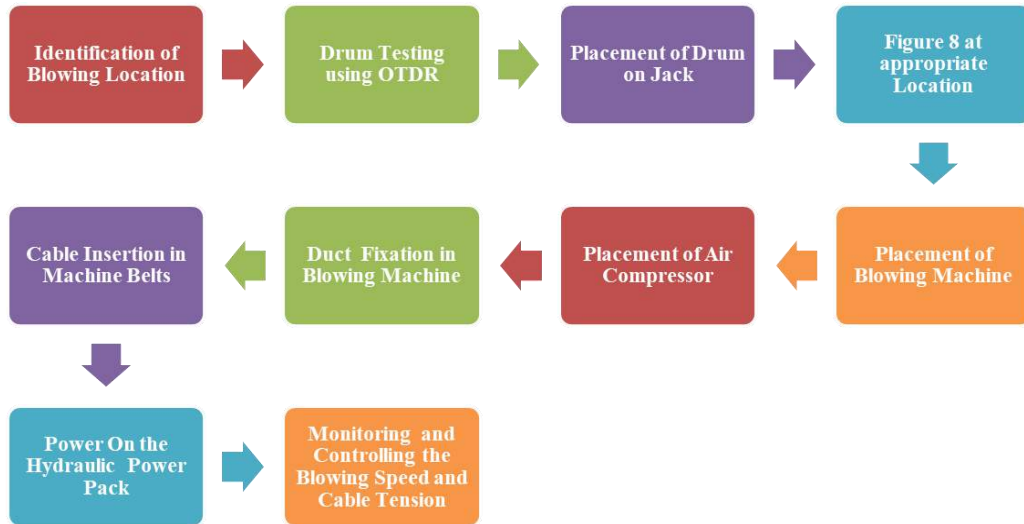 Identification of
Blowing Location
Drum Testing
using OTDR
Placement of Drum
on Jack
Figure 8 at
appropriate
Location
Placement of
Blowing Machine
Placement of Air
Compressor
Duct Fixation in
Blowing Machine
Cable Insertion in
Machine Belts
Power On the
Hydraulic Power
Pack
Monitoring and
Controlling the
Blowing Speed and
Cable Tension